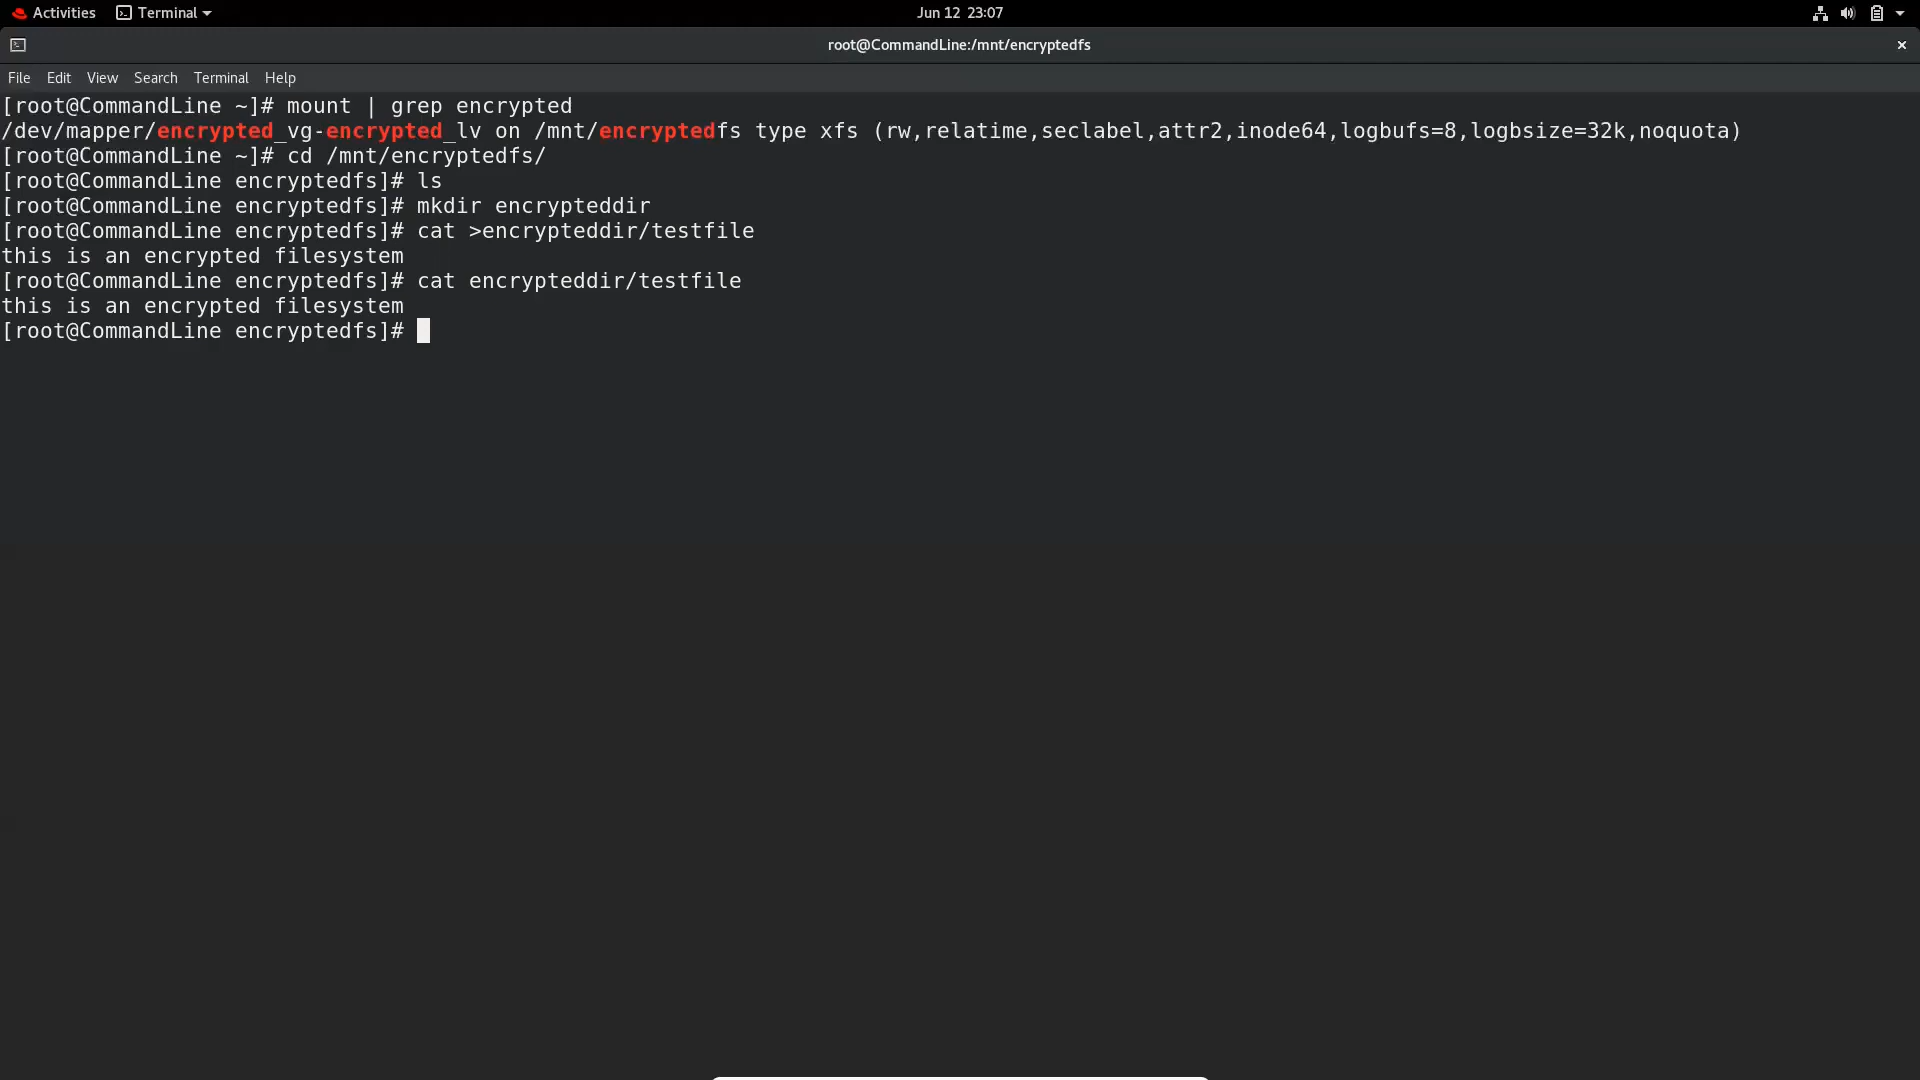 Activities Terminal Jun 12 23:07
root@CommandLine:/mnt/encryptedfs
File Edit View Search Terminal Help
[root@CommandLine ~]# mount | grep encrypted
/dev/mapper/encrypted_vg-encrypted_lv on /mnt/encryptedfs type xfs (rw,relatime,seclabel,attr2,inode64,logbufs=8,logbsize=32k,noquota)
[root@CommandLine ~]# cd /mnt/encryptedfs/
[root@CommandLine encryptedfs]# ls
[root@CommandLine encryptedfs]# mkdir encrypteddir
[root@CommandLine encryptedfs]# cat >encrypteddir/testfile
this is an encrypted filesystem
[root@CommandLine encryptedfs]# cat encrypteddir/testfile
this is an encrypted filesystem
[root@CommandLine encryptedfs]#